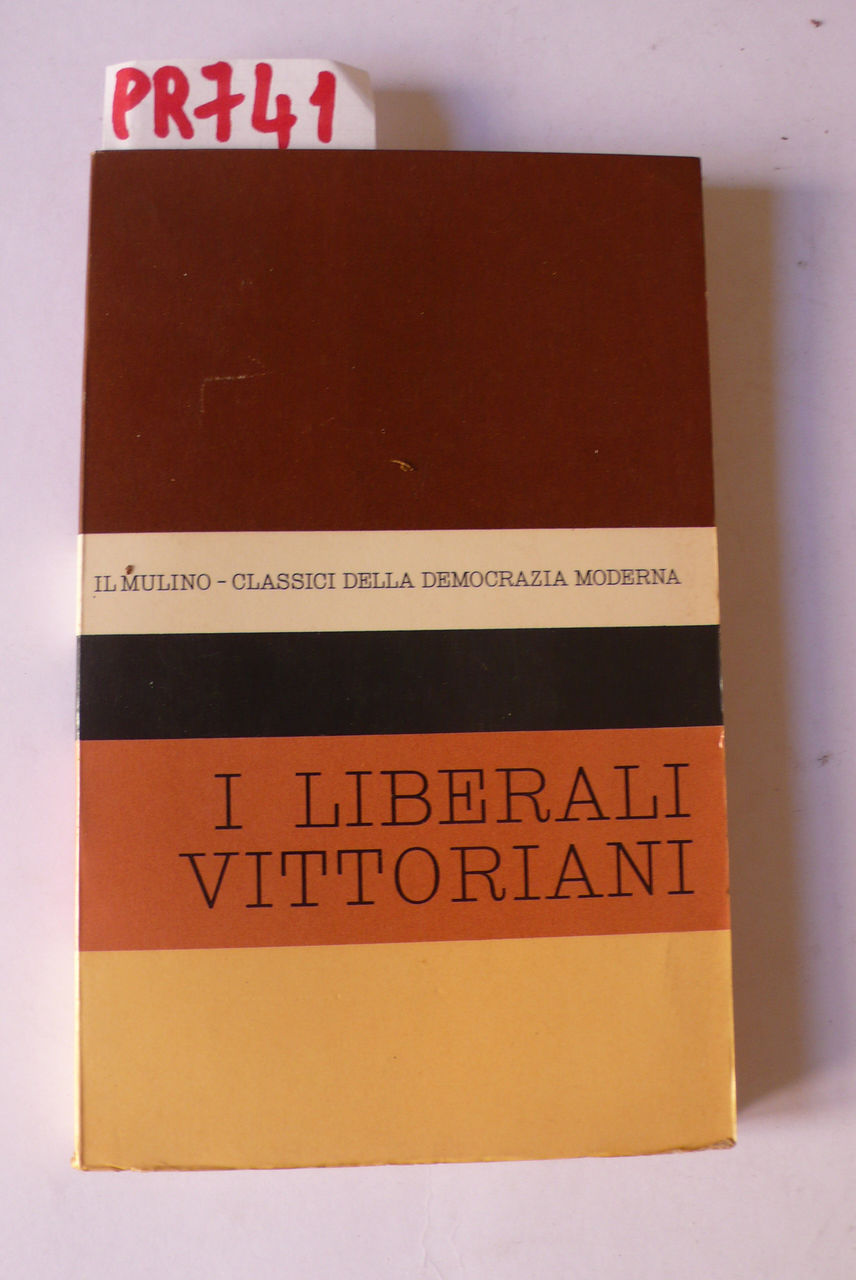 PR741
IL MULINO - CLASSICI DELLA DEMOCRAZIA MODERNA
I LIBERALI
VITTORIANI